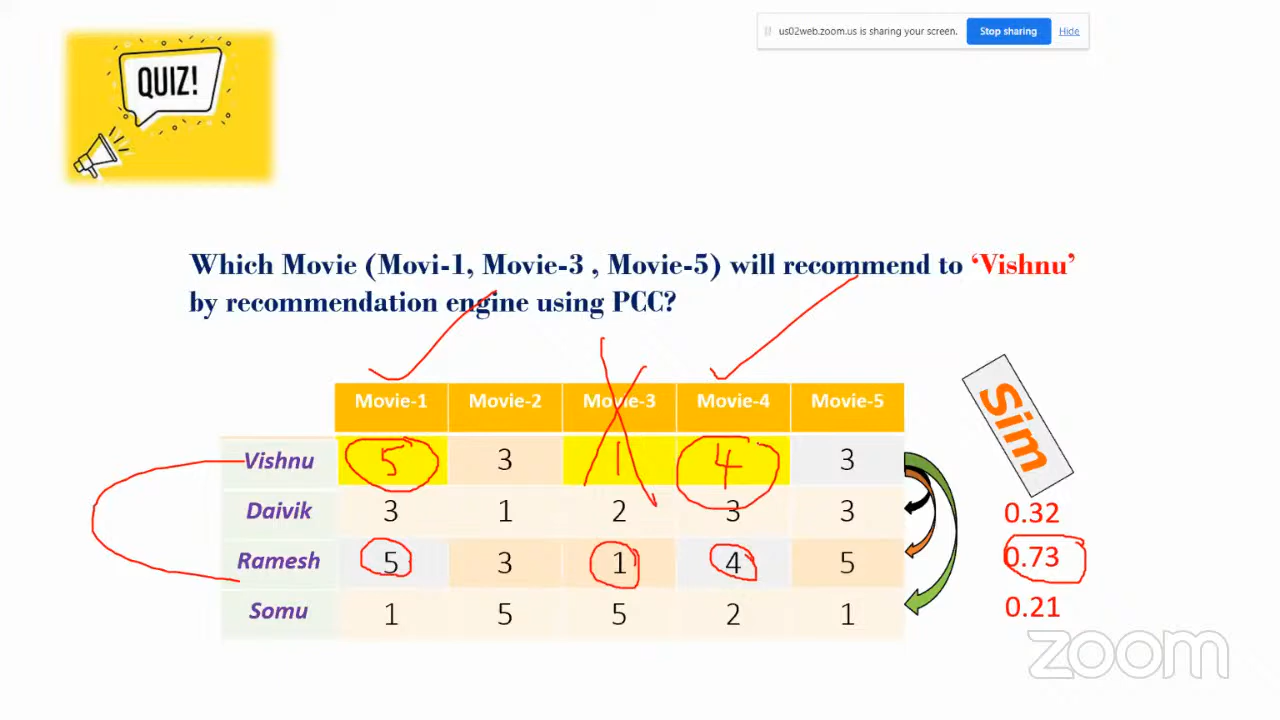 us02web.zoom.us is sharing your screen. Stop sharing Hide
QUIZ!
Which Movie (Movi-1, Movie-3 , Movie-5) will recommend to ‘Vishnu’
by recommendation engine using PCC?
Movie-1 Movie-2 Movie-3 Movie-4 Movie-5
Sim
Vishnu 5 3 1 4 3
Daivik 3 1 2 3 3 0.32
Ramesh 5 3 1 4 5 0.73
Somu 1 5 5 2 1 0.21
zoom